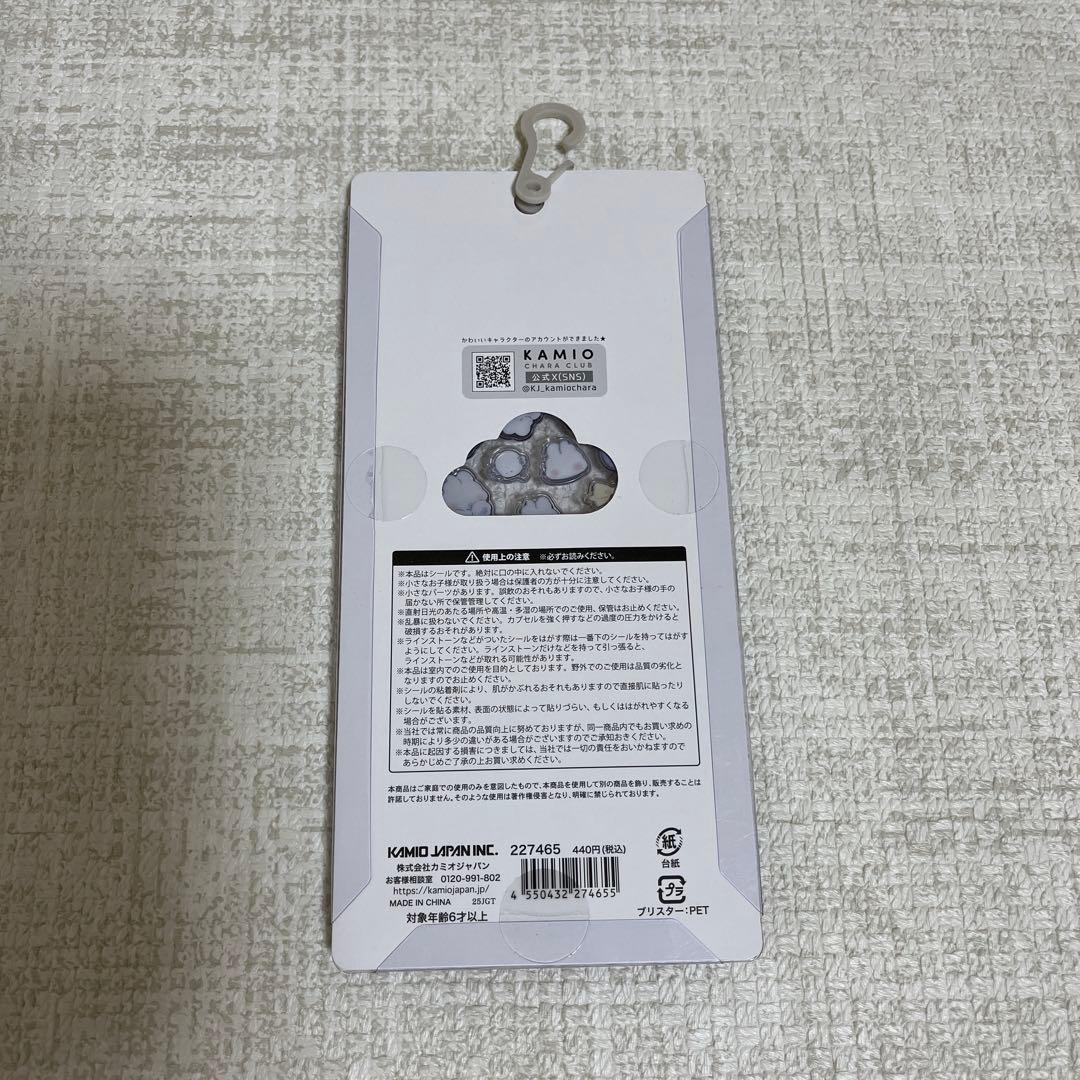 かわいいキャラクターのアカウントができました★
KAMIO
CHARA CLUB
公式X(SNS)
@KJ_kamiochara
使用上の注意 ※必ずお読みください。
※本品はシールです。絶対に口の中に入れないでください。
※小さなお子様が取り扱う場合は保護者の方が十分に注意してください。
※小さなパーツがあります。誤飲のおそれもありますので、小さなお子様の手の
届かない所で保管管理してください。
※直射日光のあたる場所や高温・多湿の場所でのご使用、保管はお止めください。
※乱暴に扱わないでください。カプセルを強く押すなどの過度の圧力をかけると
破損するおそれがあります。
※ラインストーンなどがついたシールをはがす際は一番下のシールを持ってはがす
ようにしてください。ラインストーンだけなどを持って引っ張ると、
ラインストーンなどが取れる可能性があります。
※本品は室内でのご使用を目的としております。野外でのご使用は品質の劣化と
なりますのでお止めください。
※シールの粘着剤により、肌がかぶれるおそれもありますので直接肌に貼ったり
しないでください。
※シールを貼る素材、表面の状態によって貼りづらい、もしくははがれやすくなる
場合がございます。
※当社では常に商品の品質向上に努めておりますが、同一商品内でもお買い求めの
時期により多少の違いがある場合がございますのでご承知おきください。
※本品に起因する損害につきましては、当社では一切の責任をおいかねますので
あらかじめご了承の上お買い求めください。
本商品はご家庭での使用のみを意図したもので、本商品を使用して別の商品を飾り、販売することは
許諾しておりません。そのような使用は著作権侵害となり、明確に禁じられております。
KAMIO JAPAN INC. 227465 440円(税込)
株式会社カミオジャパン
お客様相談室 0120-991-802
https://kamiojapan.jp/
MADE IN CHINA 25JGT
対象年齢6才以上
4 550432 274655
紙
台紙
プラ
ブリスター:PET